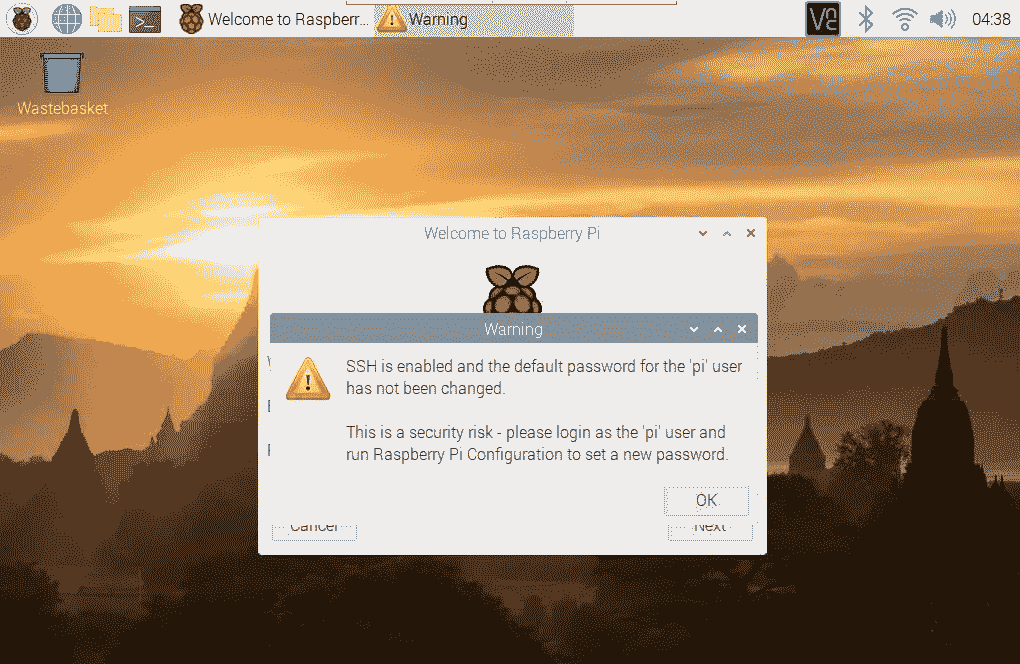 Welcome to Raspberr...
Warning
VNC
04:38
Wastebasket
Welcome to Raspberry Pi
Warning
SSH is enabled and the default password for the 'pi' user
has not been changed.
This is a security risk - please login as the 'pi' user and
run Raspberry Pi Configuration to set a new password.
OK
Cancel
Next